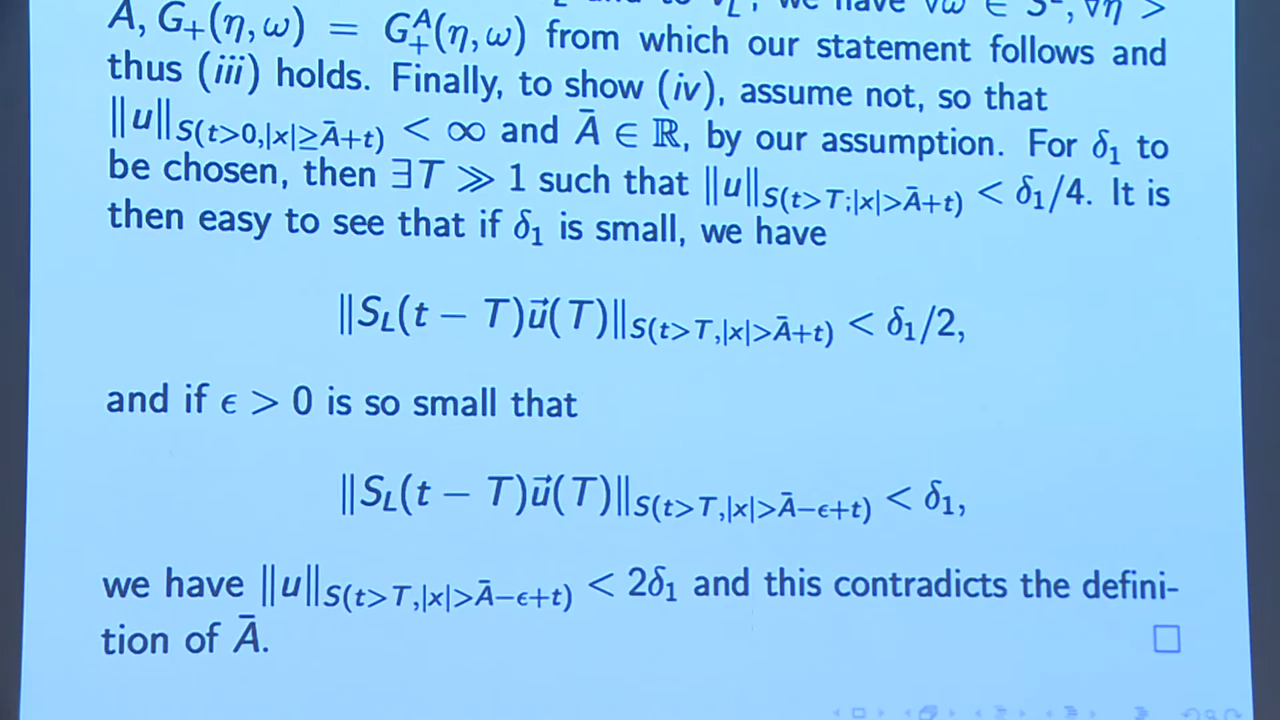 we have ∀ω ∈ S², ∀η >
A, G₊(η, ω) = G₊ᴬ(η, ω) from which our statement follows and
thus (iii) holds. Finally, to show (iv), assume not, so that
‖u‖_{S(t>0,|x|≥Ā+t)} < ∞ and Ā ∈ ℝ, by our assumption. For δ₁ to
be chosen, then ∃T ≫ 1 such that ‖u‖_{S(t>T;|x|>Ā+t)} < δ₁/4. It is
then easy to see that if δ₁ is small, we have
‖S_L(t − T)u⃗(T)‖_{S(t>T,|x|>Ā+t)} < δ₁/2,
and if ϵ > 0 is so small that
‖S_L(t − T)u⃗(T)‖_{S(t>T,|x|>Ā−ϵ+t)} < δ₁,
we have ‖u‖_{S(t>T,|x|>Ā−ϵ+t)} < 2δ₁ and this contradicts the defini-
tion of Ā. □